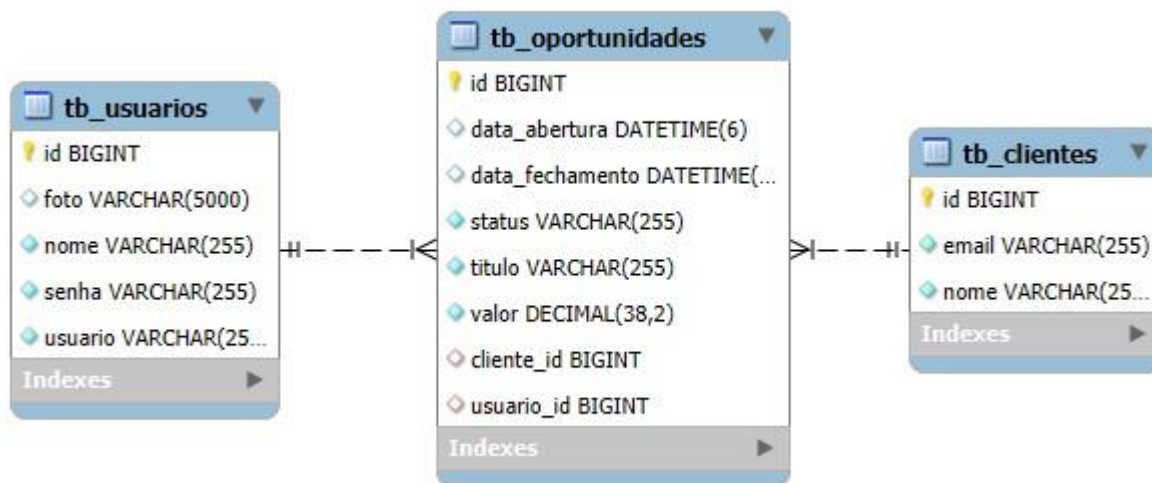 tb_usuarios
id BIGINT
foto VARCHAR(5000)
nome VARCHAR(255)
senha VARCHAR(255)
usuario VARCHAR(25...
Indexes
tb_oportunidades
id BIGINT
data_abertura DATETIME(6)
data_fechamento DATETIME(...
status VARCHAR(255)
titulo VARCHAR(255)
valor DECIMAL(38,2)
cliente_id BIGINT
usuario_id BIGINT
Indexes
tb_clientes
id BIGINT
email VARCHAR(255)
nome VARCHAR(25...
Indexes